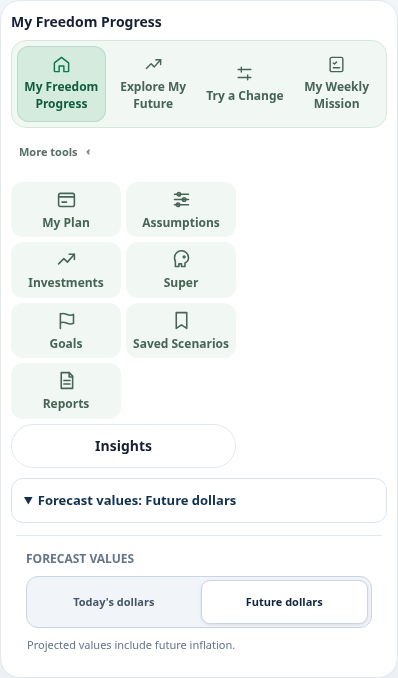 My Freedom Progress
My Freedom
Progress
Explore My
Future
Try a Change
My Weekly
Mission
More tools
My Plan
Assumptions
Investments
Super
Goals
Saved Scenarios
Reports
Insights
Forecast values: Future dollars
FORECAST VALUES
Today's dollars
Future dollars
Projected values include future inflation.